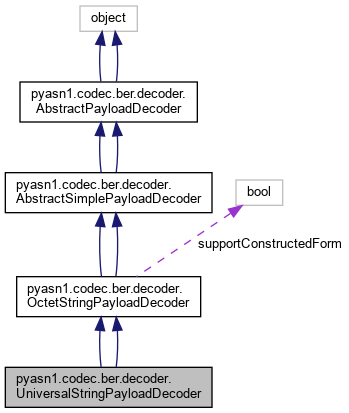 object
pyasn1.codec.ber.decoder.
AbstractPayloadDecoder
pyasn1.codec.ber.decoder.
AbstractSimplePayloadDecoder
bool
supportConstructedForm
pyasn1.codec.ber.decoder.
OctetStringPayloadDecoder
pyasn1.codec.ber.decoder.
UniversalStringPayloadDecoder